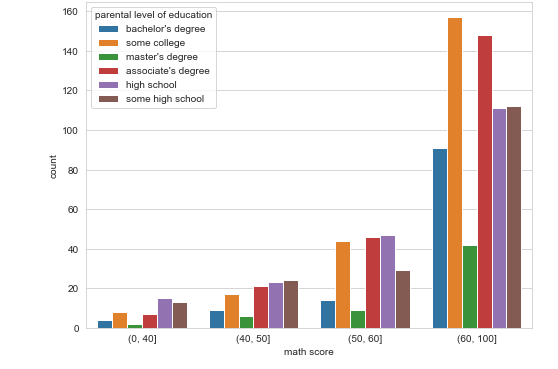 160
140
120
100
80
60
40
20
0
count
parental level of education
bachelor's degree
some college
master's degree
associate's degree
high school
some high school
(0, 40]
(40, 50]
(50, 60]
(60, 100]
math score